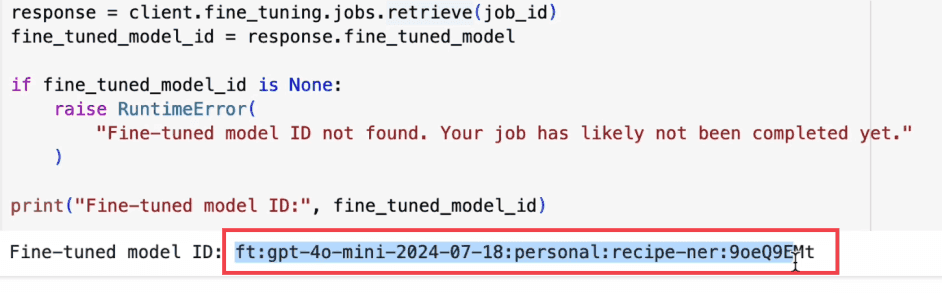 response = client.fine_tuning.jobs.retrieve(job_id)
fine_tuned_model_id = response.fine_tuned_model
if fine_tuned_model_id is None:
raise RuntimeError(
"Fine-tuned model ID not found. Your job has likely not been completed yet."
)
print("Fine-tuned model ID:", fine_tuned_model_id)
Fine-tuned model ID: ft:gpt-4o-mini-2024-07-18:personal:recipe-ner:9oeQ9EMt